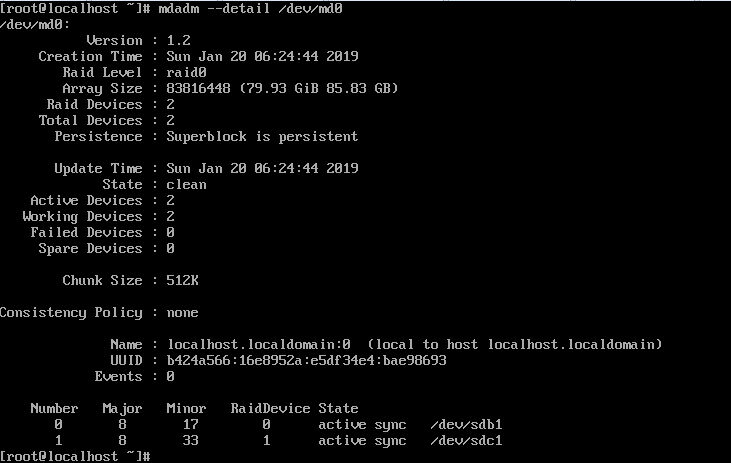 [root@localhost ~]# mdadm --detail /dev/md0
/dev/md0:
Version : 1.2
Creation Time : Sun Jan 20 06:24:44 2019
Raid Level : raid0
Array Size : 83816448 (79.93 GiB 85.83 GB)
Raid Devices : 2
Total Devices : 2
Persistence : Superblock is persistent
Update Time : Sun Jan 20 06:24:44 2019
State : clean
Active Devices : 2
Working Devices : 2
Failed Devices : 0
Spare Devices : 0
Chunk Size : 512K
Consistency Policy : none
Name : localhost.localdomain:0  (local to host localhost.localdomain)
UUID : b424a566:16e8952a:e5df34e4:bae98693
Events : 0
Number   Major   Minor   RaidDevice State
0       8       17        0      active sync   /dev/sdb1
1       8       33        1      active sync   /dev/sdc1
[root@localhost ~]#